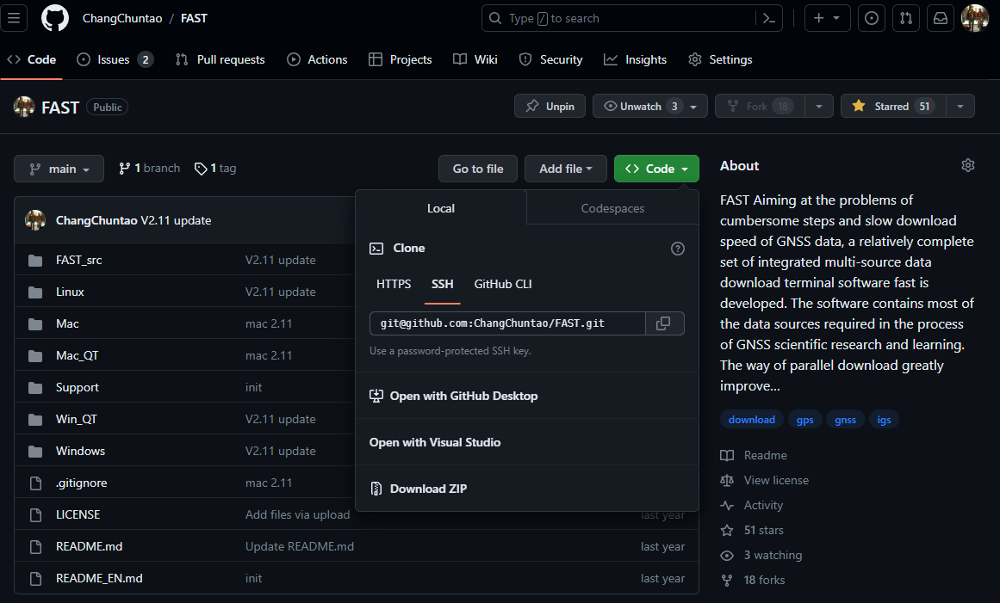 ChangChuntao / FAST
Type / to search
Code
Issues 2
Pull requests
Actions
Projects
Wiki
Security
Insights
Settings
FAST Public
Unpin
Unwatch 3
Fork 18
Starred 51
main
1 branch
1 tag
Go to file
Add file
Code
ChangChuntao V2.11 update
FAST_src V2.11 update
Linux V2.11 update
Mac mac 2.11
Mac_QT mac 2.11
Support init
Win_QT V2.11 update
Windows V2.11 update
.gitignore mac 2.11
LICENSE Add files via upload last year
README.md Update README.md last year
README_EN.md init last year
Local
Codespaces
Clone
HTTPS
SSH
GitHub CLI
git@github.com:ChangChuntao/FAST.git
Use a password-protected SSH key.
Open with GitHub Desktop
Open with Visual Studio
Download ZIP
About
FAST Aiming at the problems of
cumbersome steps and slow download
speed of GNSS data, a relatively complete
set of integrated multi-source data
download terminal software fast is
developed. The software contains most of
the data sources required in the process
of GNSS scientific research and learning.
The way of parallel download greatly
improve...
download gps gnss igs
Readme
View license
Activity
51 stars
3 watching
18 forks